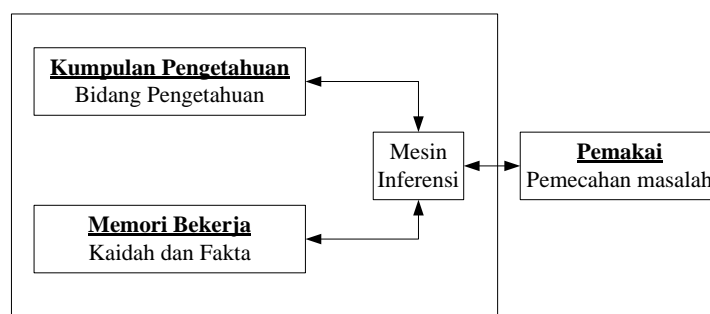 Kumpulan Pengetahuan
Bidang Pengetahuan
Mesin
Inferensi
Pemakai
Pemecahan masalah
Memori Bekerja
Kaidah dan Fakta